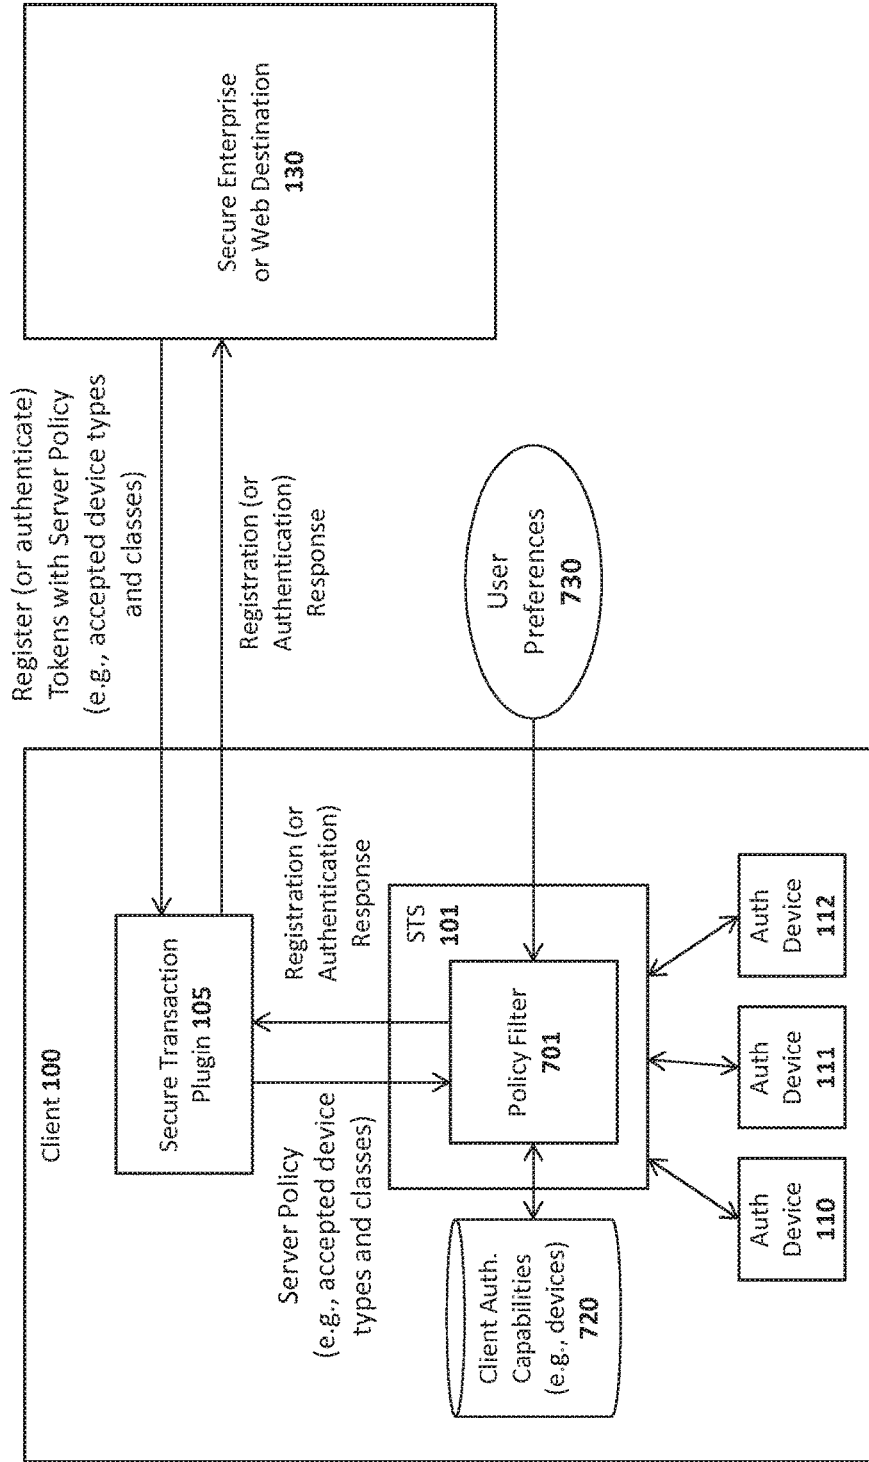 Client 100
Secure Transaction
Plugin 105
Register (or authenticate)
Tokens with Server Policy
(e.g., accepted device types
and classes)
Secure Enterprise
or Web Destination
130
Registration (or
Authentication)
Response
Server Policy
(e.g., accepted device
types and classes)
Registration (or
Authentication)
Response
STS
101
Client Auth.
Capabilities
(e.g., devices)
720
Policy Filter
701
User
Preferences
730
Auth
Device
110
Auth
Device
111
Auth
Device
112